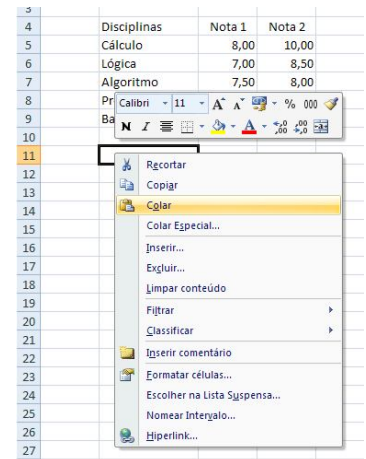 3
4 Disciplinas Nota 1 Nota 2
5 Cálculo 8,00 10,00
6 Lógica 7,00 8,50
7 Algoritmo 7,50 8,00
8 Pr Calibri 11 A A % 000
9 Ba N I A ,00 ,0
10
11
12 Recortar
13 Copiar
14 Colar
15 Colar Especial...
16 Inserir...
17 Excluir...
18 Limpar conteúdo
19 Filtrar
20
21 Classificar
22 Inserir comentário
23 Formatar células...
24 Escolher na Lista Suspensa...
25 Nomear Intervalo...
26 Hiperlink...
27